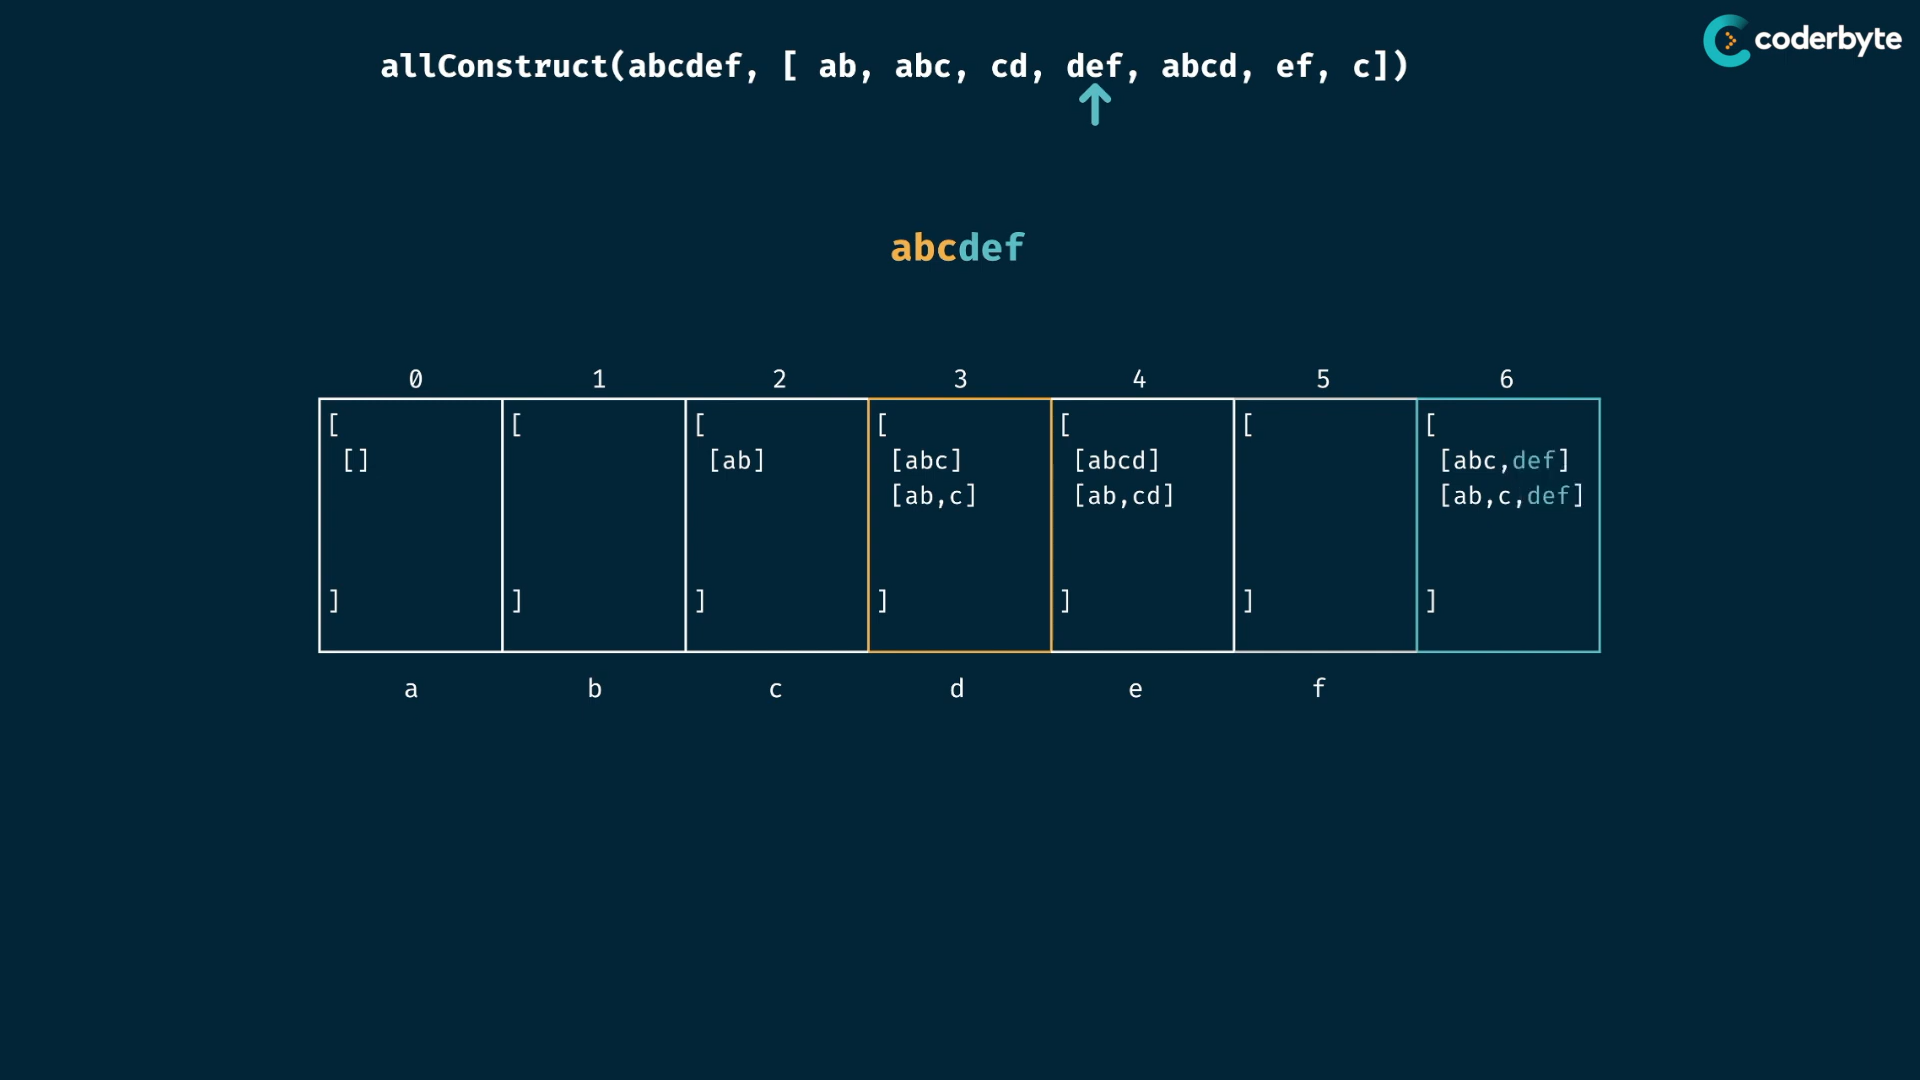 coderbyte
allConstruct(abcdef, [ ab, abc, cd, def, abcd, ef, c])
abcdef
0 1 2 3 4 5 6
[ [ [ [ [ [ [
[] [ab] [abc] [abcd] [abc,def]
[ab,c] [ab,cd] [ab,c,def]
] ] ] ] ] ] ]
a b c d e f